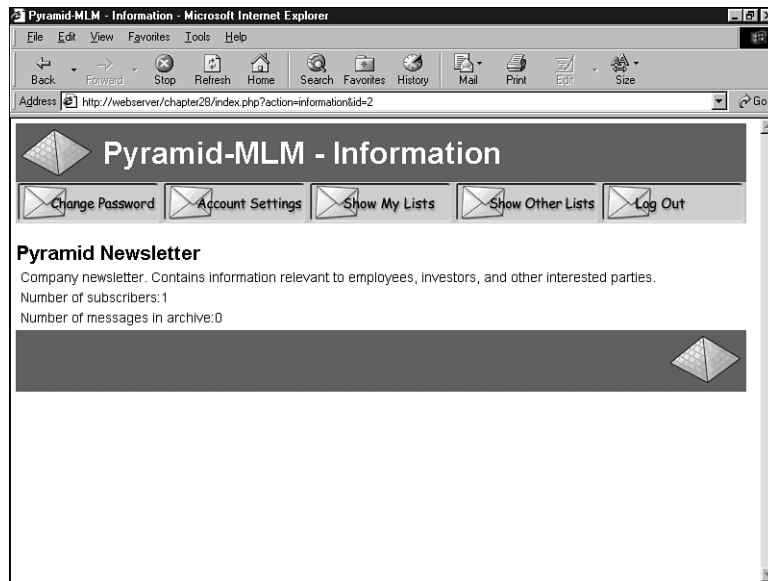 Pyramid-MLM - Information - Microsoft Internet Explorer
File Edit View Favorites Tools Help
Back Forward Stop Refresh Home Search Favorites History Mail Print Edit Size
Address http://webserver/chapter28/index.php?action=information&id=2 Go
Pyramid-MLM - Information
Change Password Account Settings Show My Lists Show Other Lists Log Out
Pyramid Newsletter
Company newsletter. Contains information relevant to employees, investors, and other interested parties.
Number of subscribers:1
Number of messages in archive:0